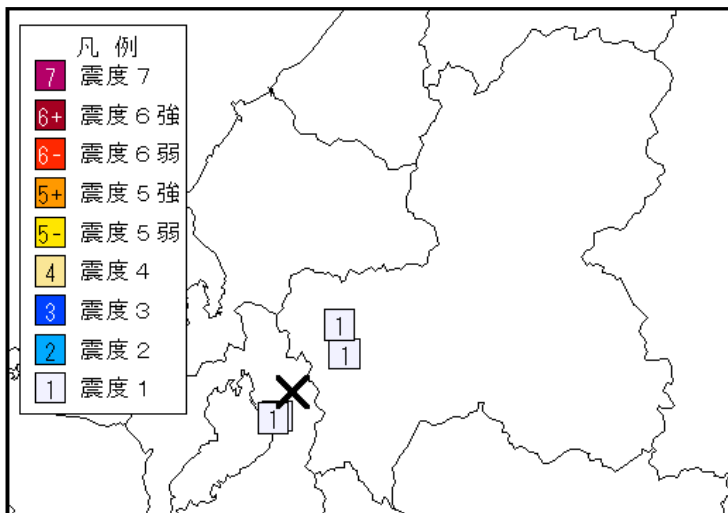 凡 例
7 震度７
6+ 震度６強
6- 震度６弱
5+ 震度５強
5- 震度５弱
4 震度４
3 震度３
2 震度２
1 震度１
1
1
1